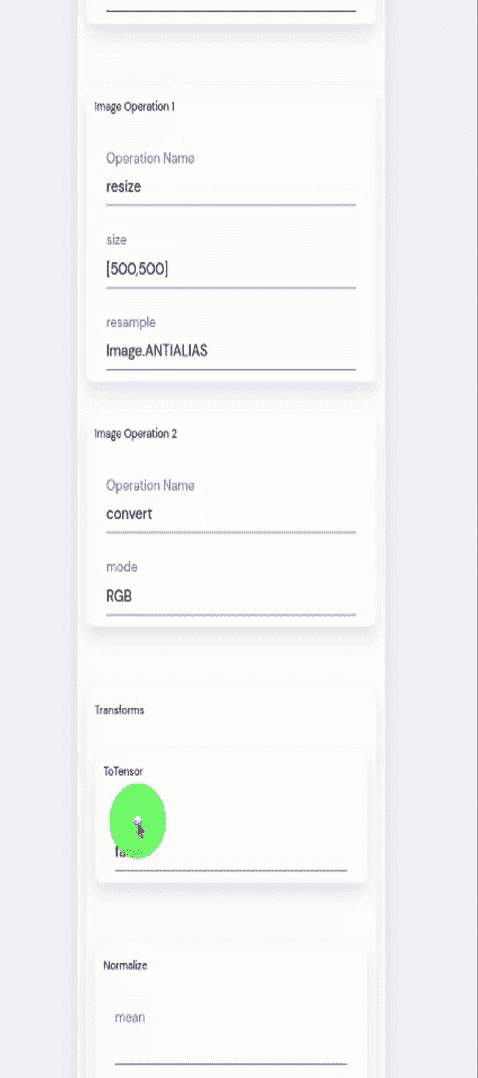 Image Operation 1
Operation Name
resize
size
[500,500]
resample
Image.ANTIALIAS
Image Operation 2
Operation Name
convert
mode
RGB
Transforms
ToTensor
Normalize
mean